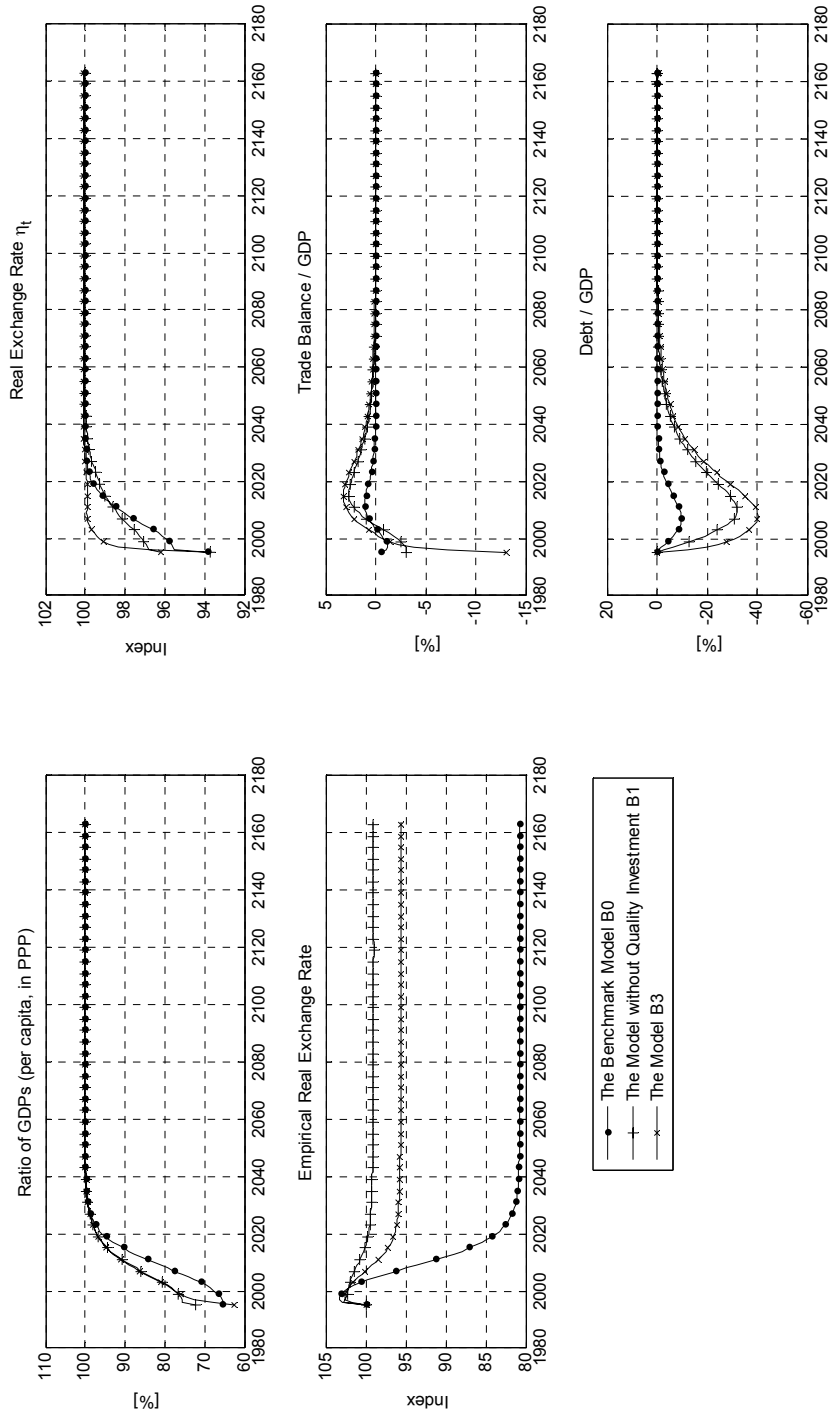 Ratio of GDPs (per capita, in PPP)
[%]
100
90
80
70
60
1980 2000 2020 2040 2060 2080 2100 2120 2140 2160 2180
Real Exchange Rate ηt
Index
102
100
98
96
94
92
1980 2000 2020 2040 2060 2080 2100 2120 2140 2160 2180
Empirical Real Exchange Rate
Index
105
100
95
90
85
80
1980 2000 2020 2040 2060 2080 2100 2120 2140 2160 2180
Trade Balance / GDP
[%]
5
0
-5
-10
-15
1980 2000 2020 2040 2060 2080 2100 2120 2140 2160 2180
The Benchmark Model B0
The Model without Quality Investment B1
The Model B3
Debt / GDP
[%]
20
0
-20
-40
-60
1980 2000 2020 2040 2060 2080 2100 2120 2140 2160 2180